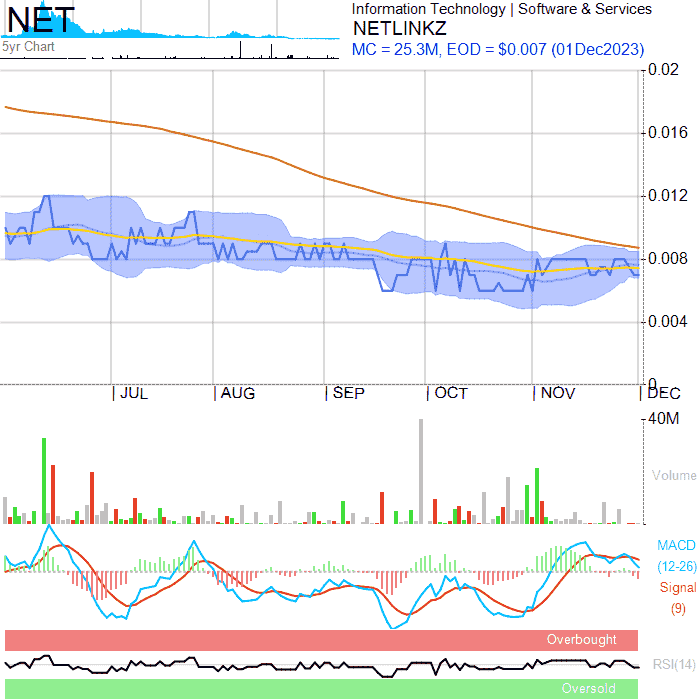 NET
5yr Chart
Information Technology | Software & Services
NETLINKZ
MC = 25.3M, EOD = $0.007 (01Dec2023)
0.02
0.016
0.012
0.008
0.004
0
JUL AUG SEP OCT NOV DEC
40M
Volume
MACD
(12-26)
Signal
(9)
Overbought
RSI(14)
Oversold